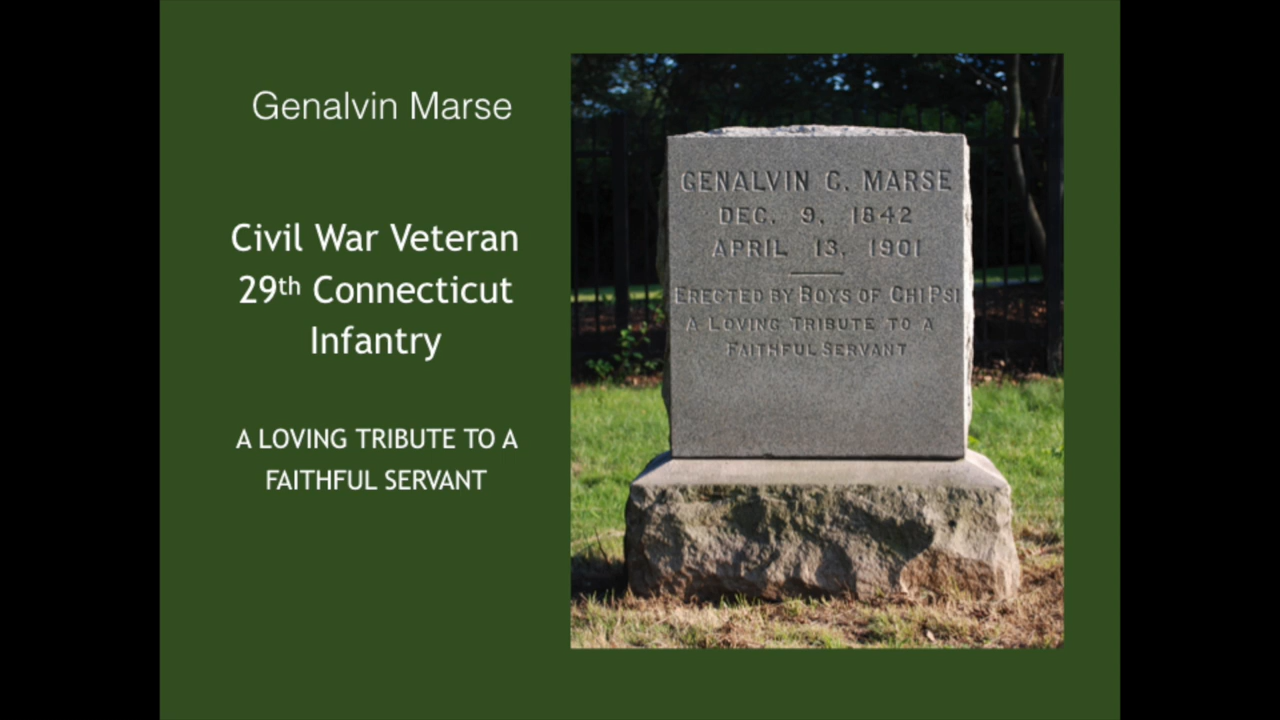 Genalvin Marse
Civil War Veteran
29th Connecticut
Infantry
A LOVING TRIBUTE TO A
FAITHFUL SERVANT
GENALVIN C. MARSE
DEC. 9, 1842
APRIL 13, 1901
ERECTED BY BOYS OF CHI PSI
A LOVING TRIBUTE TO A
FAITHFUL SERVANT